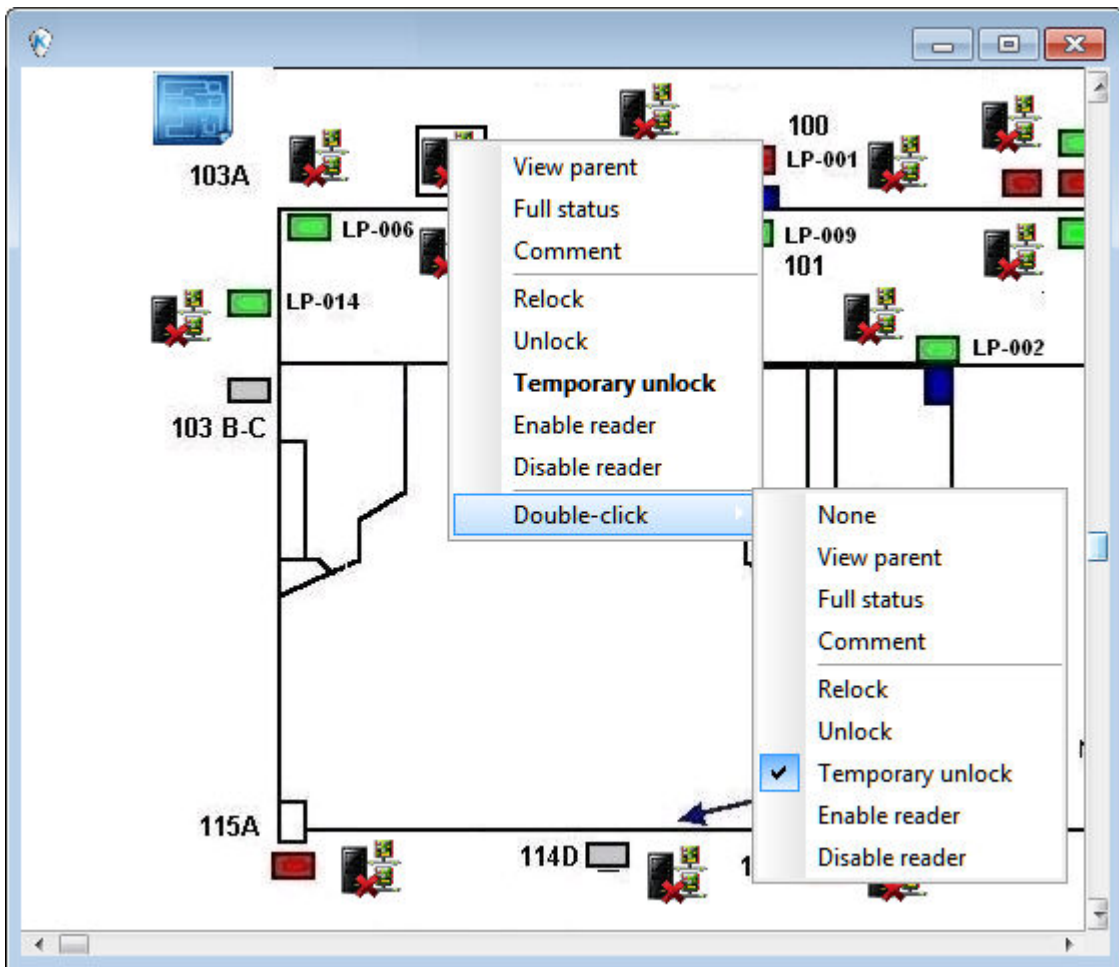 103A
100
LP-001
LP-006
LP-009
101
LP-014
LP-002
103 B-C
View parent
Full status
Comment
Relock
Unlock
Temporary unlock
Enable reader
Disable reader
Double-click
None
View parent
Full status
Comment
Relock
Unlock
Temporary unlock
Enable reader
Disable reader
115A
114D